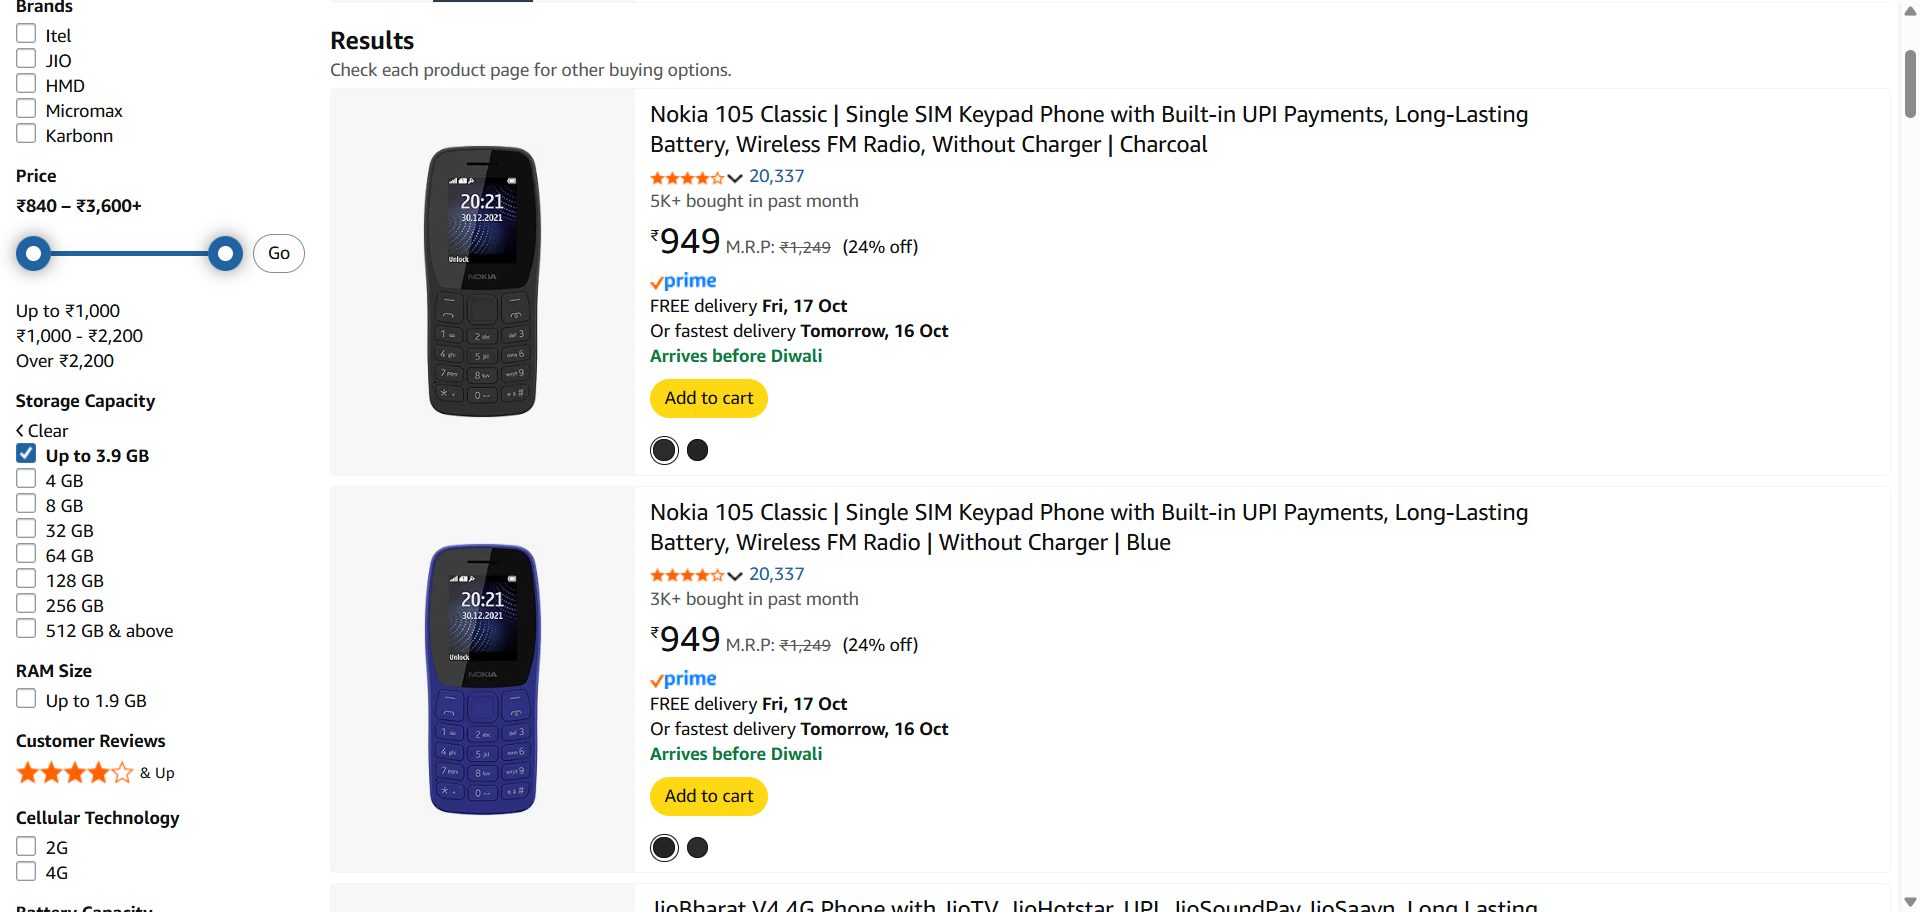 Brands
Itel
JIO
HMD
Micromax
Karbonn
Price
₹840 – ₹3,600+
Go
Up to ₹1,000
₹1,000 - ₹2,200
Over ₹2,200
Storage Capacity
Clear
Up to 3.9 GB
4 GB
8 GB
32 GB
64 GB
128 GB
256 GB
512 GB & above
RAM Size
Up to 1.9 GB
Customer Reviews
& Up
Cellular Technology
2G
4G
Battery Capacity
Results
Check each product page for other buying options.
20:21
30.12.2021
Unlock
NOKIA
Nokia 105 Classic | Single SIM Keypad Phone with Built-in UPI Payments, Long-Lasting
Battery, Wireless FM Radio, Without Charger | Charcoal
20,337
5K+ bought in past month
₹949 M.R.P: ₹1,249 (24% off)
prime
FREE delivery Fri, 17 Oct
Or fastest delivery Tomorrow, 16 Oct
Arrives before Diwali
Add to cart
20:21
30.12.2021
Unlock
NOKIA
Nokia 105 Classic | Single SIM Keypad Phone with Built-in UPI Payments, Long-Lasting
Battery, Wireless FM Radio | Without Charger | Blue
20,337
3K+ bought in past month
₹949 M.R.P: ₹1,249 (24% off)
prime
FREE delivery Fri, 17 Oct
Or fastest delivery Tomorrow, 16 Oct
Arrives before Diwali
Add to cart
JioBharat V4 4G Phone with JioTV, JioHotstar, UPI, JioSoundPay, JioSaavn, Long Lasting